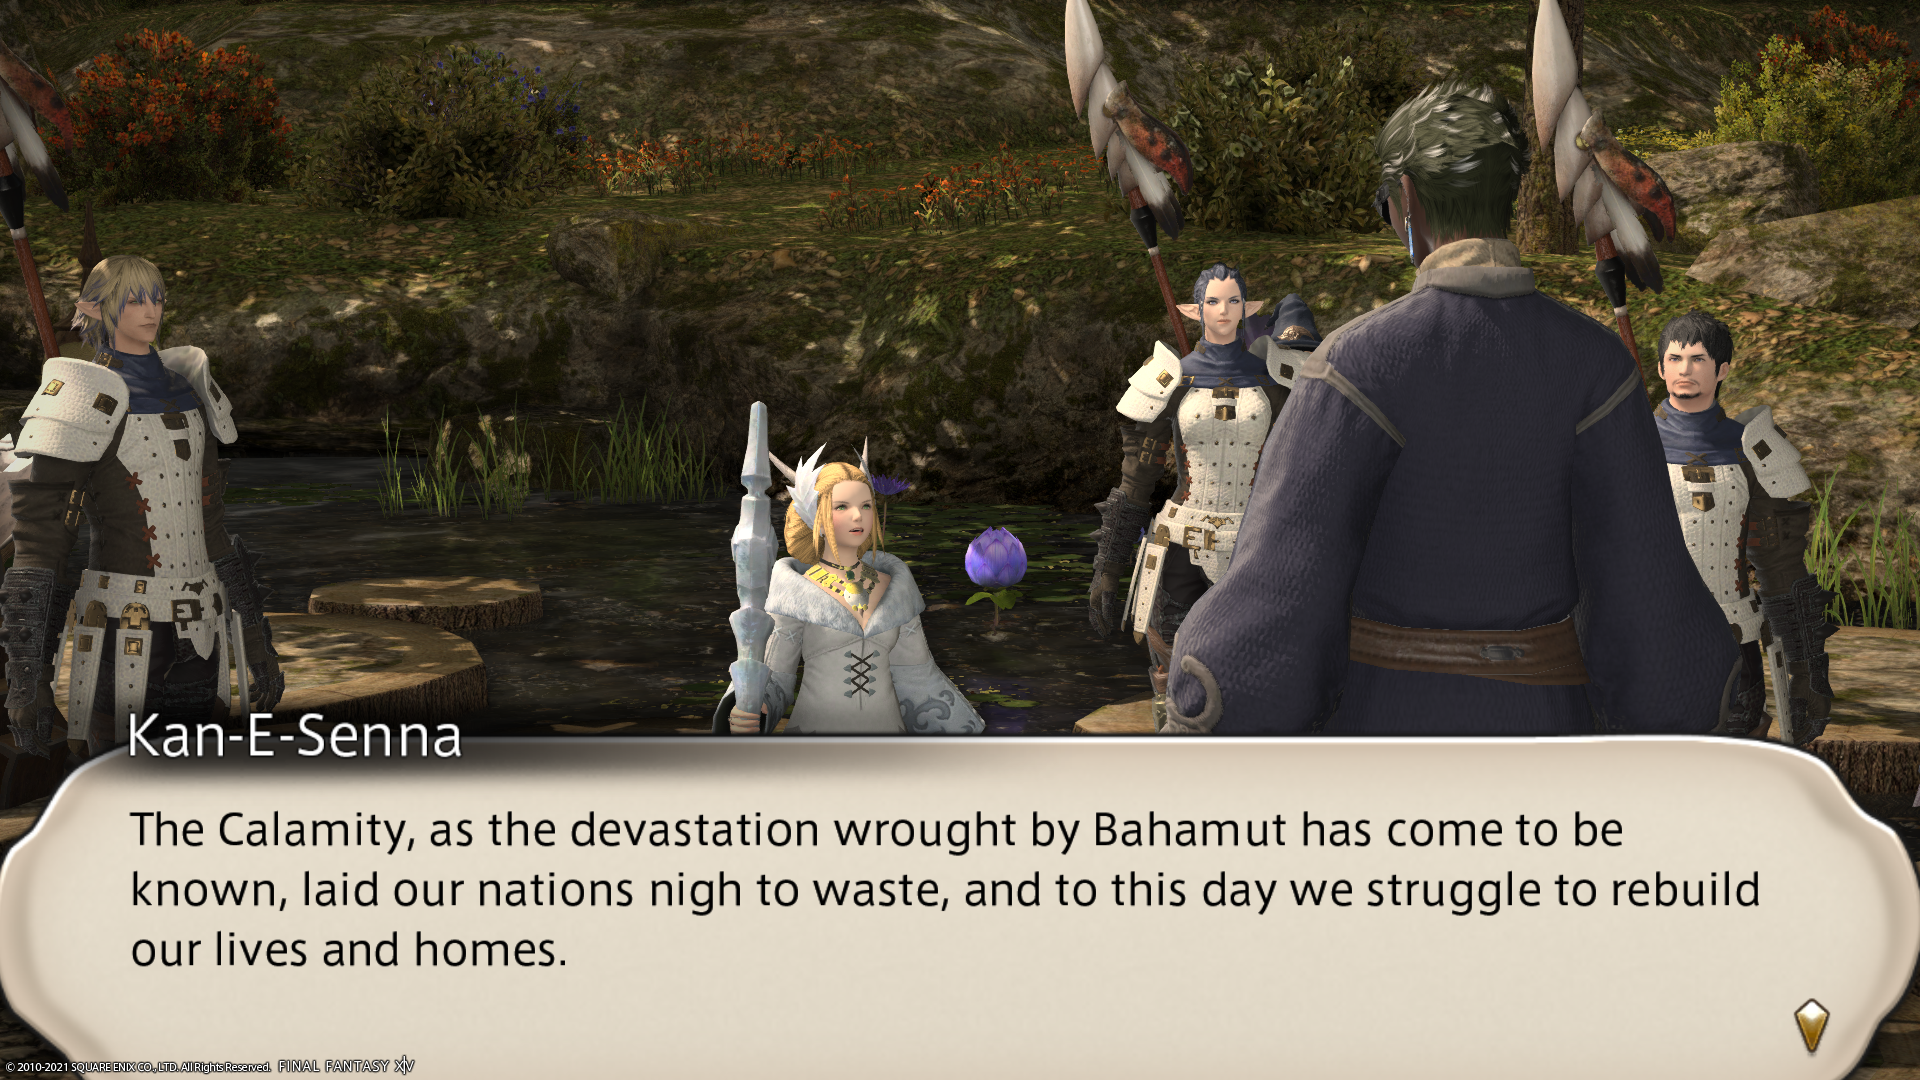 Kan-E-Senna
The Calamity, as the devastation wrought by Bahamut has come to be
known, laid our nations nigh to waste, and to this day we struggle to rebuild
our lives and homes.
© 2010-2021 SQUARE ENIX CO., LTD. All Rights Reserved. FINAL FANTASY XIV